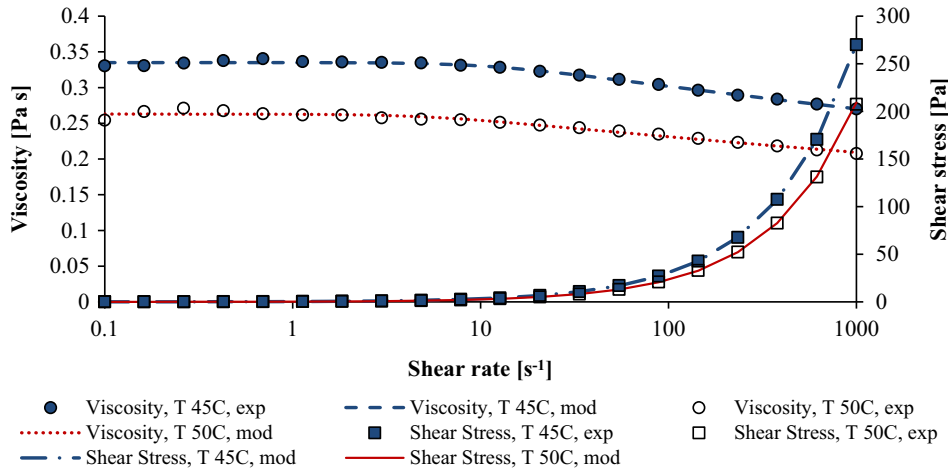 0.4
0.35
0.3
0.25
0.2
0.15
0.1
0.05
0
Viscosity [Pa s]
300
250
200
150
100
50
0
Shear stress [Pa]
0.1 1 10 100 1000
Shear rate [s⁻¹]
Viscosity, T 45C, exp Viscosity, T 45C, mod Viscosity, T 50C, exp
Viscosity, T 50C, mod Shear Stress, T 45C, exp Shear Stress, T 50C, exp
Shear Stress, T 45C, mod Shear Stress, T 50C, mod